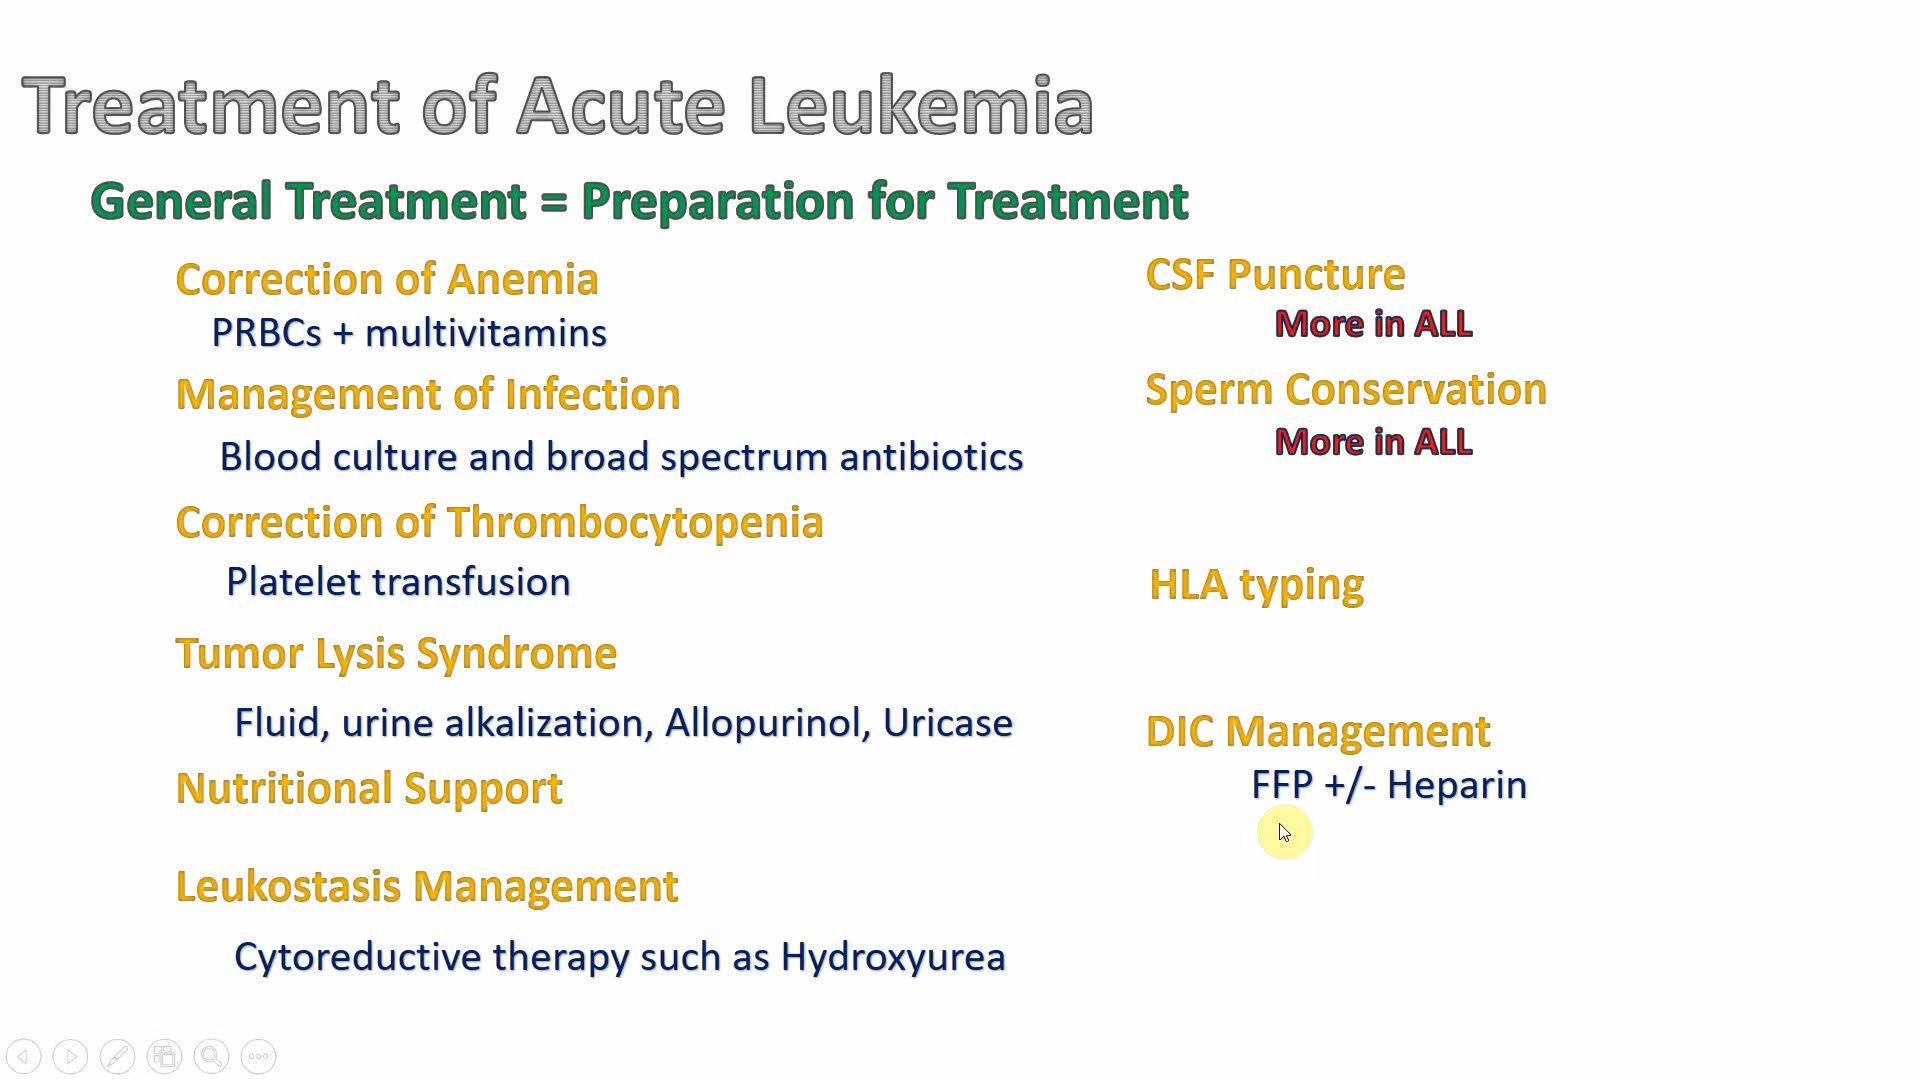 Treatment of Acute Leukemia
General Treatment = Preparation for Treatment
Correction of Anemia
PRBCs + multivitamins
Management of Infection
Blood culture and broad spectrum antibiotics
Correction of Thrombocytopenia
Platelet transfusion
Tumor Lysis Syndrome
Fluid, urine alkalization, Allopurinol, Uricase
Nutritional Support
Leukostasis Management
Cytoreductive therapy such as Hydroxyurea
CSF Puncture
More in ALL
Sperm Conservation
More in ALL
HLA typing
DIC Management
FFP +/- Heparin